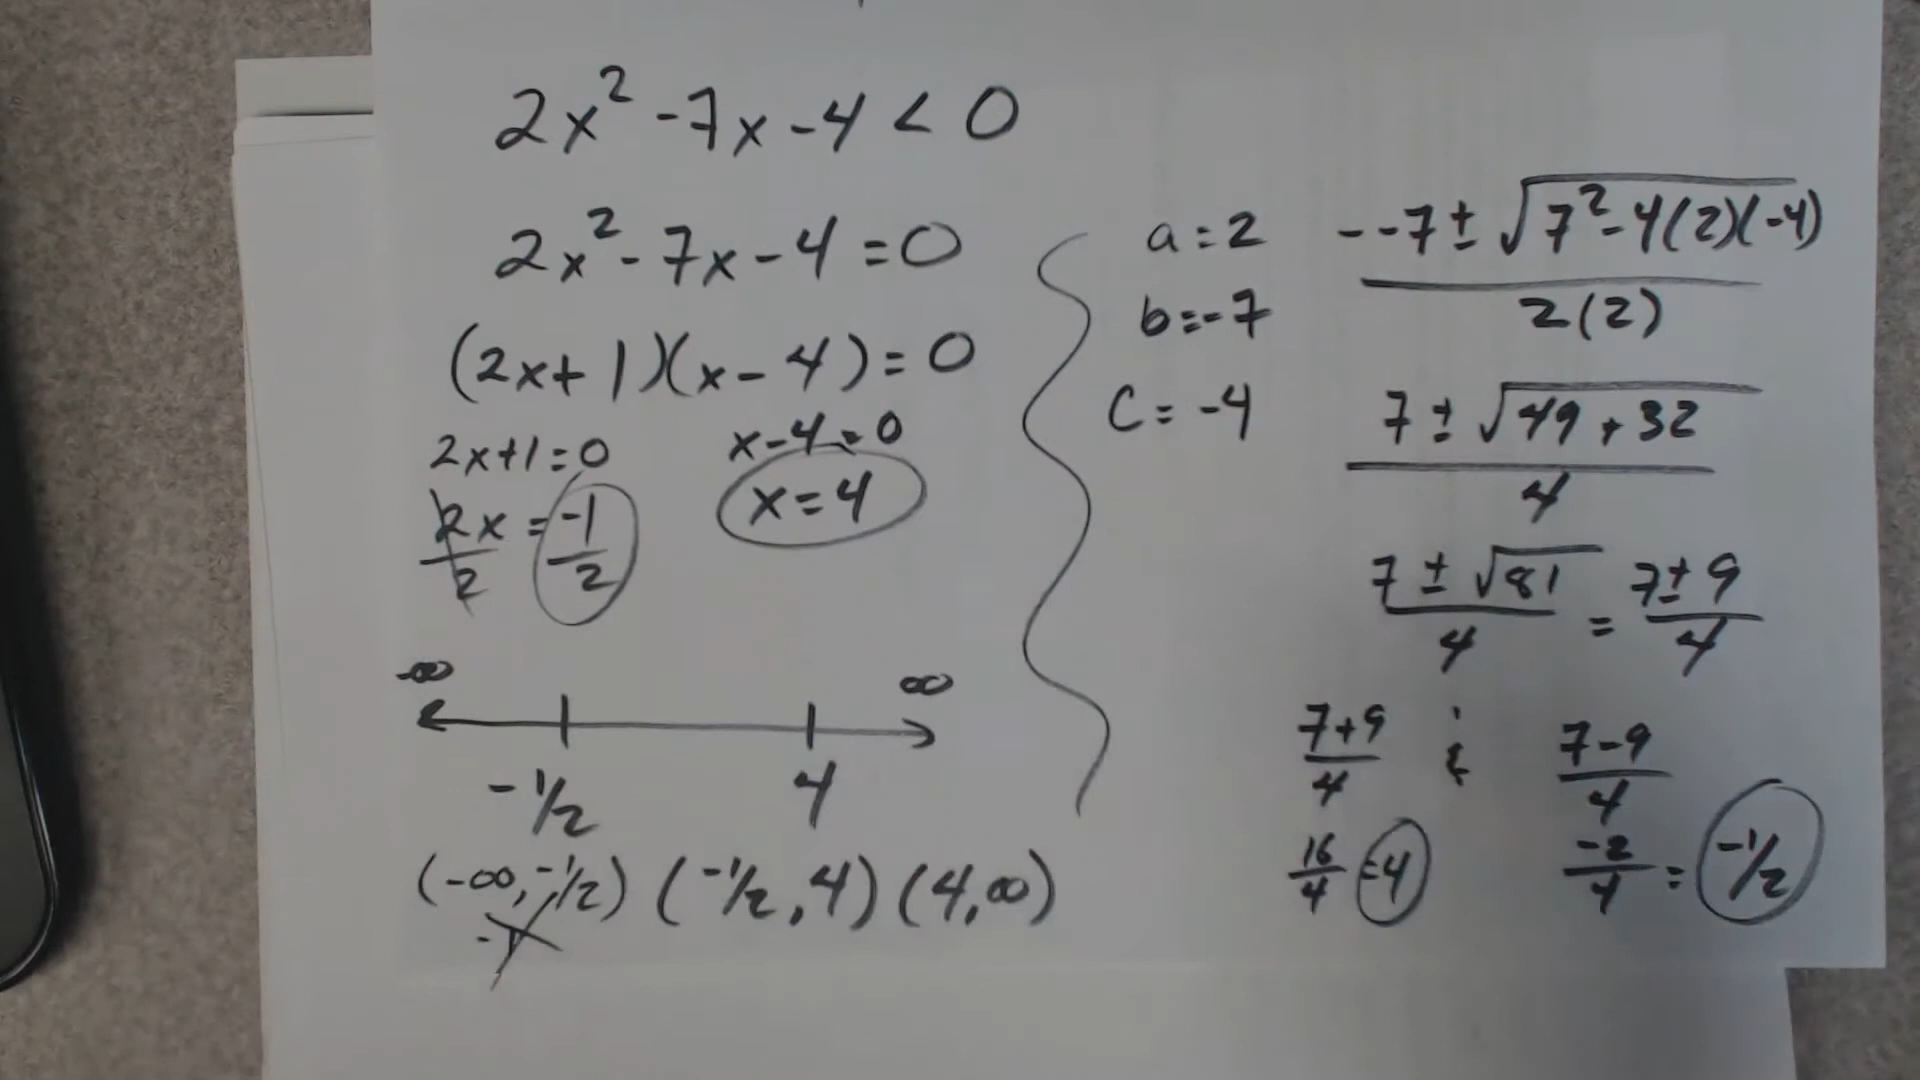 2x² - 7x - 4 < 0
2x² - 7x - 4 = 0
(2x + 1)(x - 4) = 0
2x + 1 = 0
2x/2 = -1/2
x - 4 = 0
x = 4
-∞ ∞
-1/2 4
(-∞, -1/2) (-1/2, 4) (4, ∞)
-1
a = 2
b = -7
c = -4
--7 ± √7² - 4(2)(-4)
2(2)
7 ± √49 + 32
4
7 ± √81 / 4 = 7 ± 9 / 4
7 + 9 / 4 & 7 - 9 / 4
16/4 = 4
-2/4 = -1/2